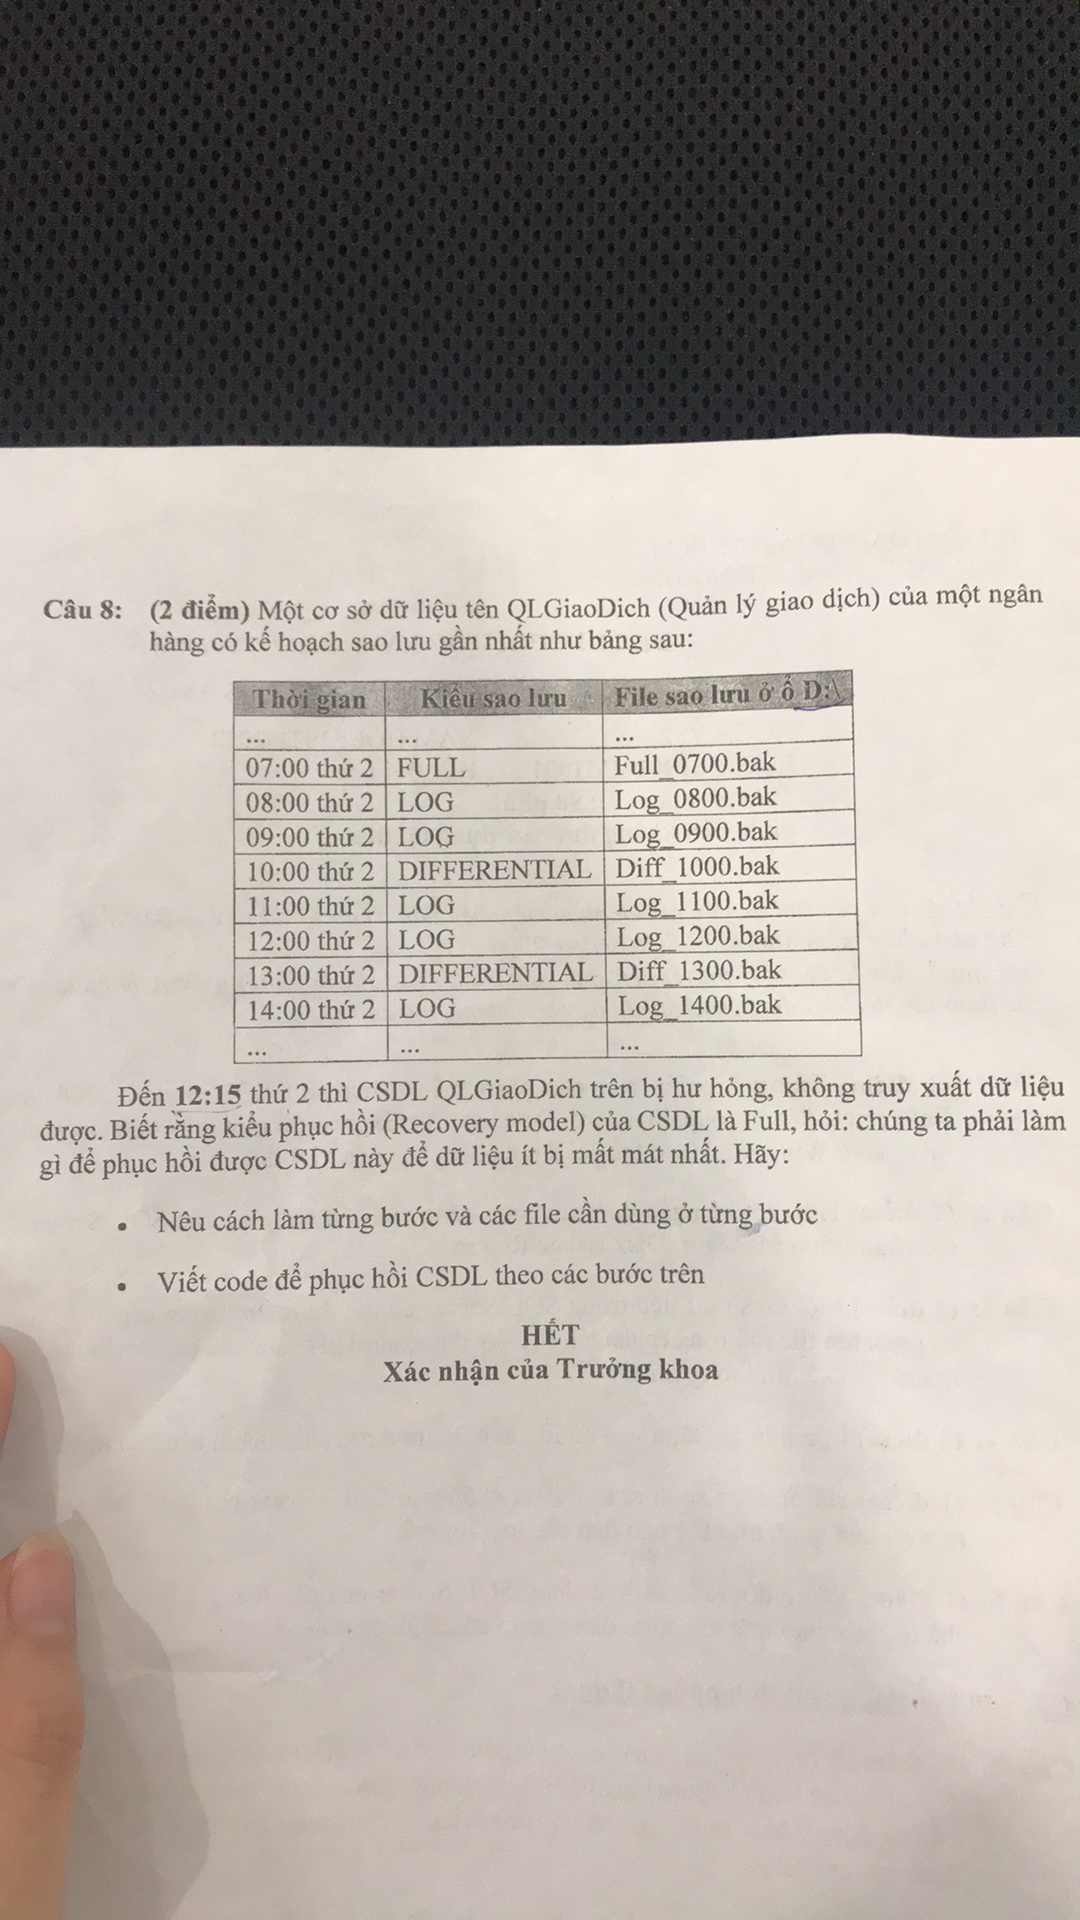 Câu 8: (2 điểm) Một cơ sở dữ liệu tên QLGiaoDich (Quản lý giao dịch) của một ngân
hàng có kế hoạch sao lưu gần nhất như bảng sau:
Thời gian Kiểu sao lưu File sao lưu ở ổ D:\
... ... ...
07:00 thứ 2 FULL Full_0700.bak
08:00 thứ 2 LOG Log_0800.bak
09:00 thứ 2 LOG Log_0900.bak
10:00 thứ 2 DIFFERENTIAL Diff_1000.bak
11:00 thứ 2 LOG Log_1100.bak
12:00 thứ 2 LOG Log_1200.bak
13:00 thứ 2 DIFFERENTIAL Diff_1300.bak
14:00 thứ 2 LOG Log_1400.bak
... ... ...
Đến 12:15 thứ 2 thì CSDL QLGiaoDich trên bị hư hỏng, không truy xuất dữ liệu
được. Biết rằng kiểu phục hồi (Recovery model) của CSDL là Full, hỏi: chúng ta phải làm
gì để phục hồi được CSDL này để dữ liệu ít bị mất mát nhất. Hãy:
• Nêu cách làm từng bước và các file cần dùng ở từng bước
• Viết code để phục hồi CSDL theo các bước trên
HẾT
Xác nhận của Trưởng khoa